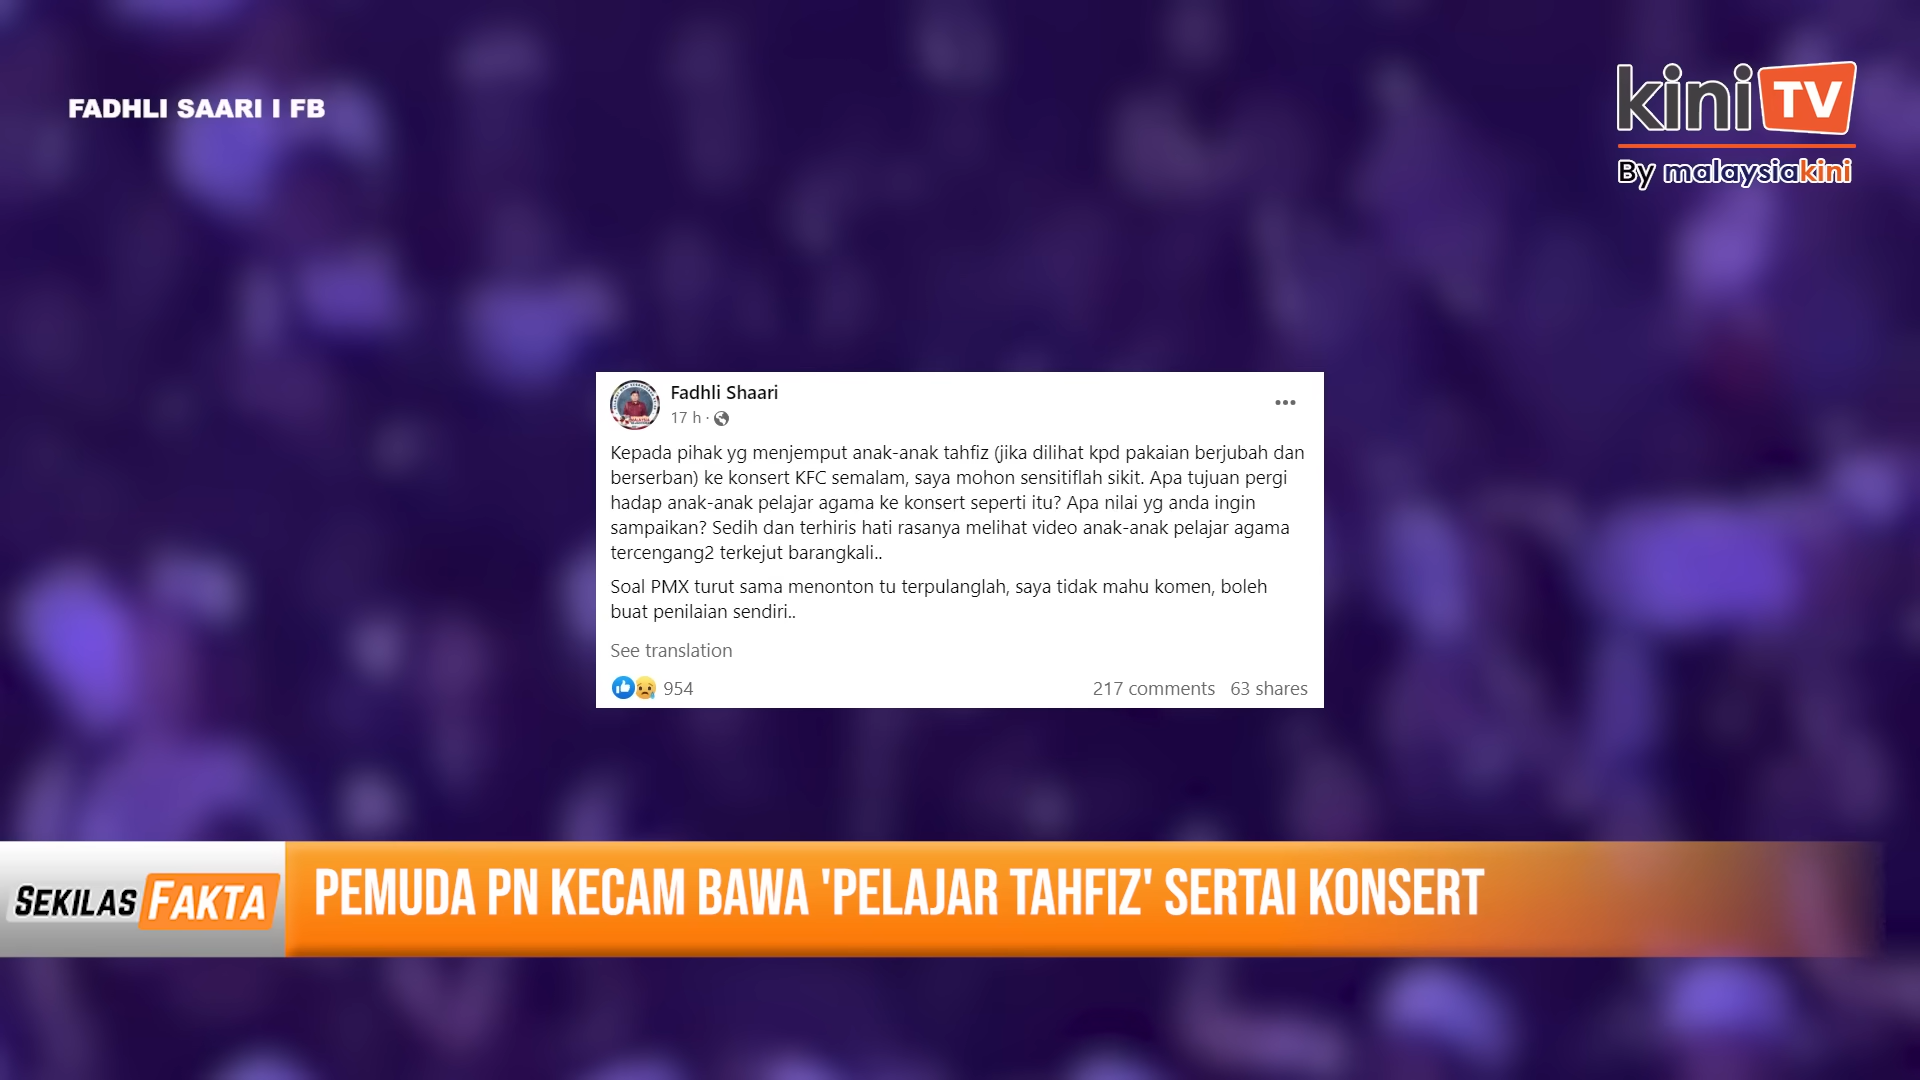 FADHLI SAARI I FB
kini TV
By malaysiakini
Fadhli Shaari
17 h ·
Kepada pihak yg menjemput anak-anak tahfiz (jika dilihat kpd pakaian berjubah dan
berserban) ke konsert KFC semalam, saya mohon sensitiflah sikit. Apa tujuan pergi
hadap anak-anak pelajar agama ke konsert seperti itu? Apa nilai yg anda ingin
sampaikan? Sedih dan terhiris hati rasanya melihat video anak-anak pelajar agama
tercengang2 terkejut barangkali..
Soal PMX turut sama menonton tu terpulanglah, saya tidak mahu komen, boleh
buat penilaian sendiri..
See translation
954 217 comments 63 shares
SEKILAS FAKTA
PEMUDA PN KECAM BAWA 'PELAJAR TAHFIZ' SERTAI KONSERT